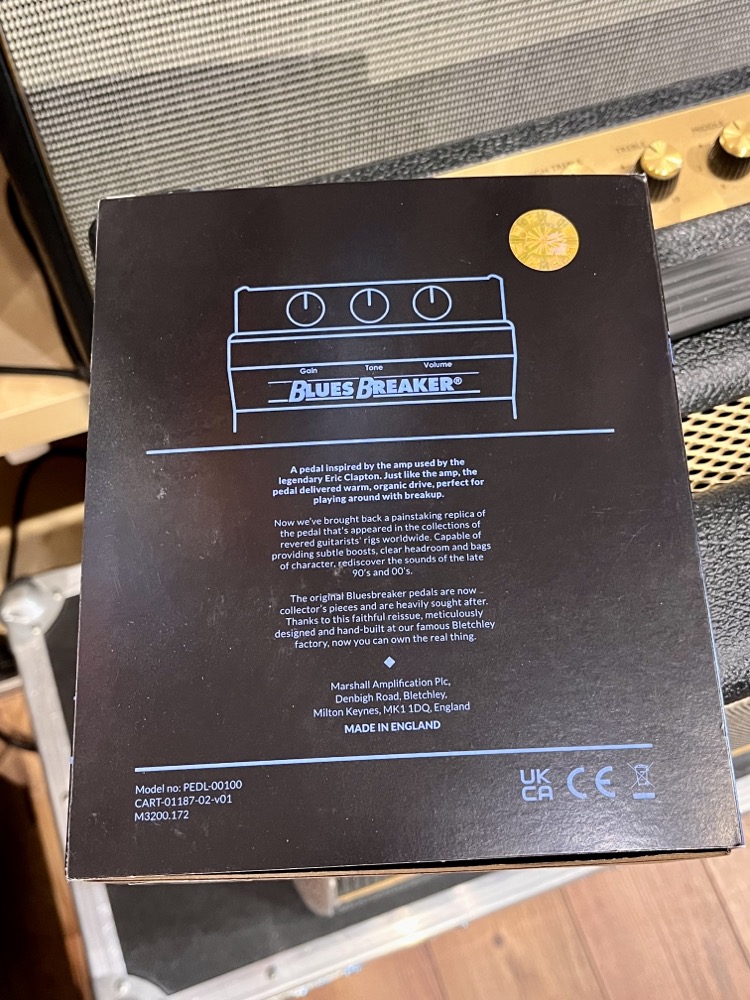 TREBLE
MIDDLE
Gain Tone Volume
BLUES BREAKER®
A pedal inspired by the amp used by the
legendary Eric Clapton. Just like the amp, the
pedal delivered warm, organic drive, perfect for
playing around with breakup.
Now we've brought back a painstaking replica of
the pedal that's appeared in the collections of
revered guitarists' rigs worldwide. Capable of
providing subtle boosts, clear headroom and bags
of character, rediscover the sounds of the late
90's and 00's.
The original Bluesbreaker pedals are now
collector's pieces and are heavily sought after.
Thanks to this faithful reissue, meticulously
designed and hand-built at our famous Bletchley
factory, now you can own the real thing.
Marshall Amplification Plc,
Denbigh Road, Bletchley,
Milton Keynes, MK1 1DQ, England
MADE IN ENGLAND
Model no: PEDL-00100
CART-01187-02-v01
M3200.172
UK
CA CE